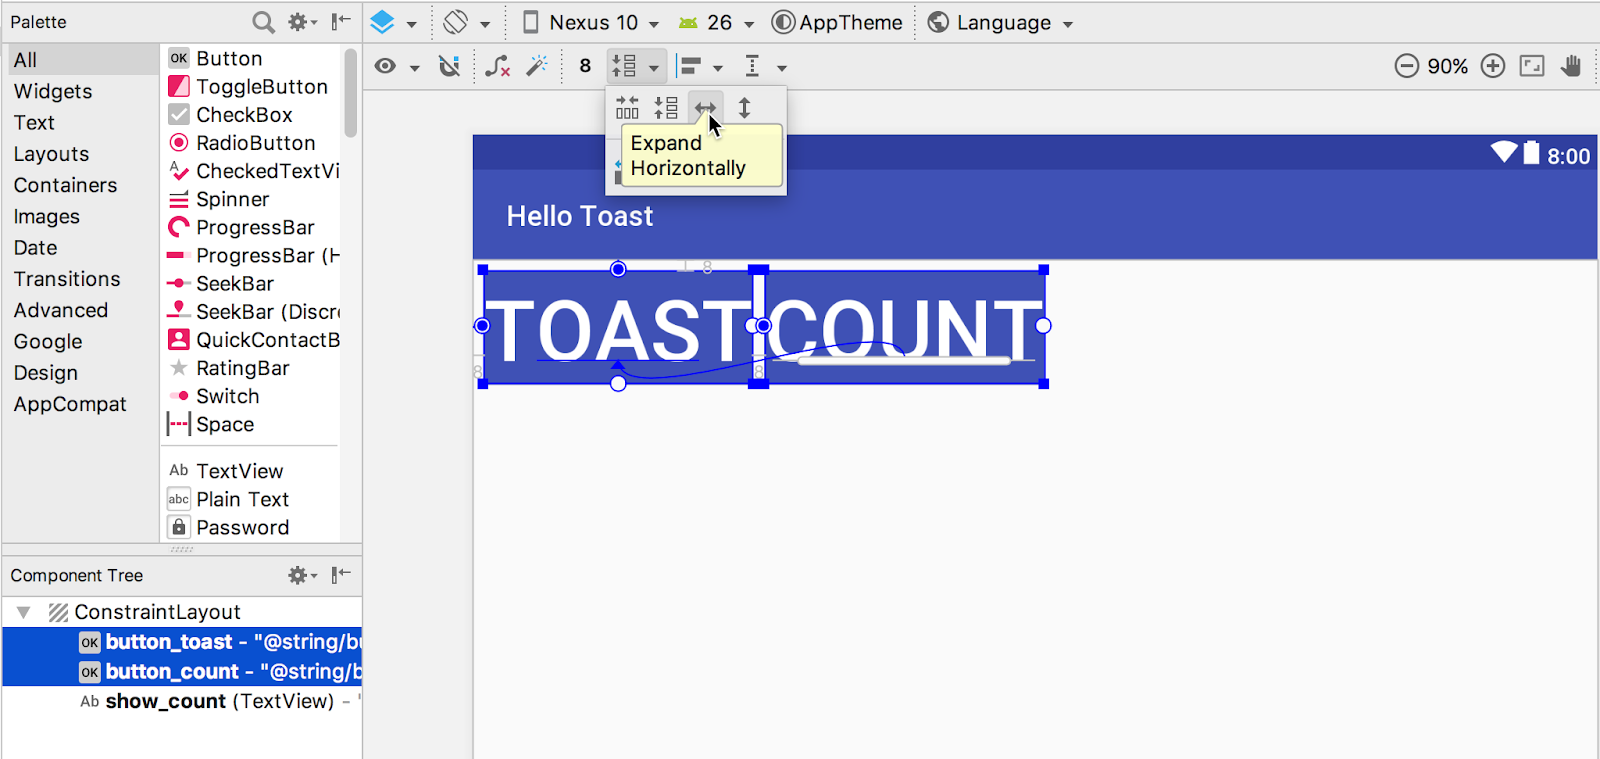 Palette
Nexus 10
26
AppTheme
Language
All
Widgets
Text
Layouts
Containers
Images
Date
Transitions
Advanced
Google
Design
AppCompat
OK Button
ToggleButton
CheckBox
RadioButton
CheckedTextVi
Spinner
ProgressBar
ProgressBar (H
SeekBar
SeekBar (Discr
QuickContactB
RatingBar
Switch
Space
Ab TextView
abc Plain Text
Password
8
90%
Expand
Horizontally
8:00
Hello Toast
8
TOAST COUNT
8
8
Component Tree
ConstraintLayout
OK button_toast - "@string/bu
OK button_count - "@string/b
Ab show_count (TextView) - '